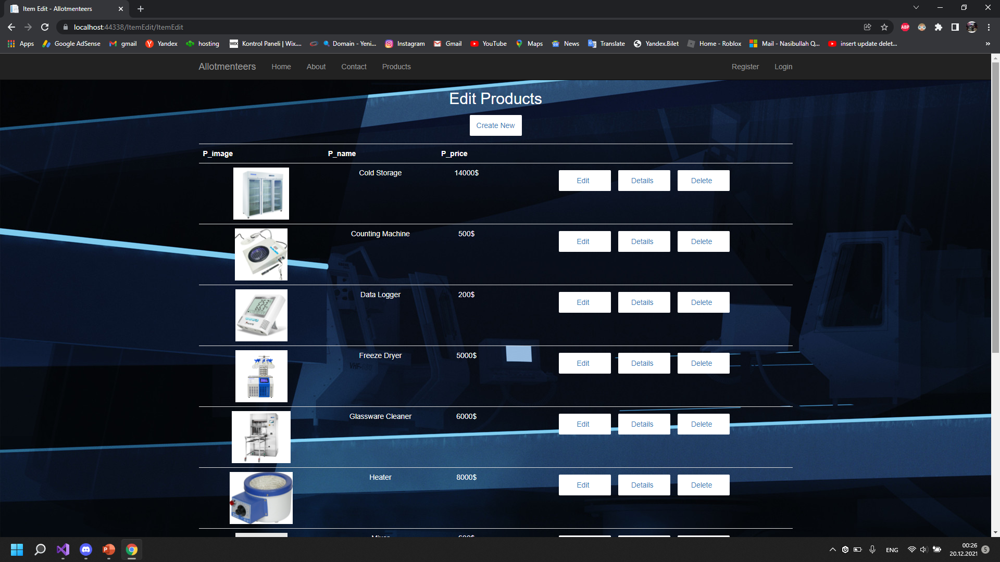 Item Edit - Allotmenteers
localhost:44338/ItemEdit/ItemEdit
ABP
Apps Google AdSense gmail Yandex hosting WIX Kontrol Paneli | Wix.... Domain - Yeni... Instagram Gmail YouTube Maps News Translate Yandex.Bilet Home - Roblox Mail - Nasibullah Q... insert update delet... »
Allotmenteers Home About Contact Products Register Login
Edit Products
Create New
P_image P_name P_price
Cold Storage 14000$ Edit Details Delete
Counting Machine 500$ Edit Details Delete
Data Logger 200$ Edit Details Delete
Freeze Dryer 5000$ Edit Details Delete
Glassware Cleaner 6000$ Edit Details Delete
Heater 8000$ Edit Details Delete
ENG 00:26 5
20.12.2021